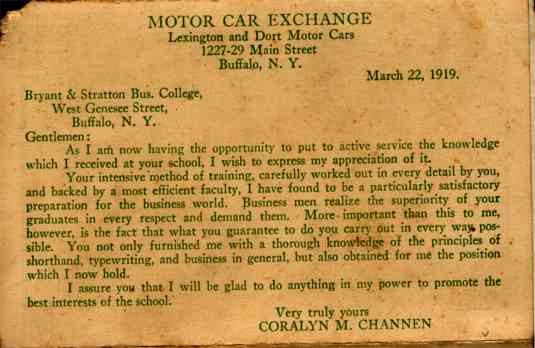 MOTOR CAR EXCHANGE
Lexington and Dort Motor Cars
1227-29 Main Street
Buffalo, N. Y.
March 22, 1919.
Bryant & Stratton Bus. College,
West Genesee Street,
Buffalo, N. Y.
Gentlemen:
As I am now having the opportunity to put to active service the knowledge
which I received at your school, I wish to express my appreciation of it.
Your intensive method of training, carefully worked out in every detail by you,
and backed by a most efficient faculty, I have found to be a particularly satisfactory
preparation for the business world. Business men realize the superiority of your
graduates in every respect and demand them. More important than this to me,
however, is the fact that what you guarantee to do you carry out in every way pos-
sible. You not only furnished me with a thorough knowledge of the principles of
shorthand, typewriting, and business in general, but also obtained for me the position
which I now hold.
I assure you that I will be glad to do anything in my power to promote the
best interests of the school.
Very truly yours
CORALYN M. CHANNEN